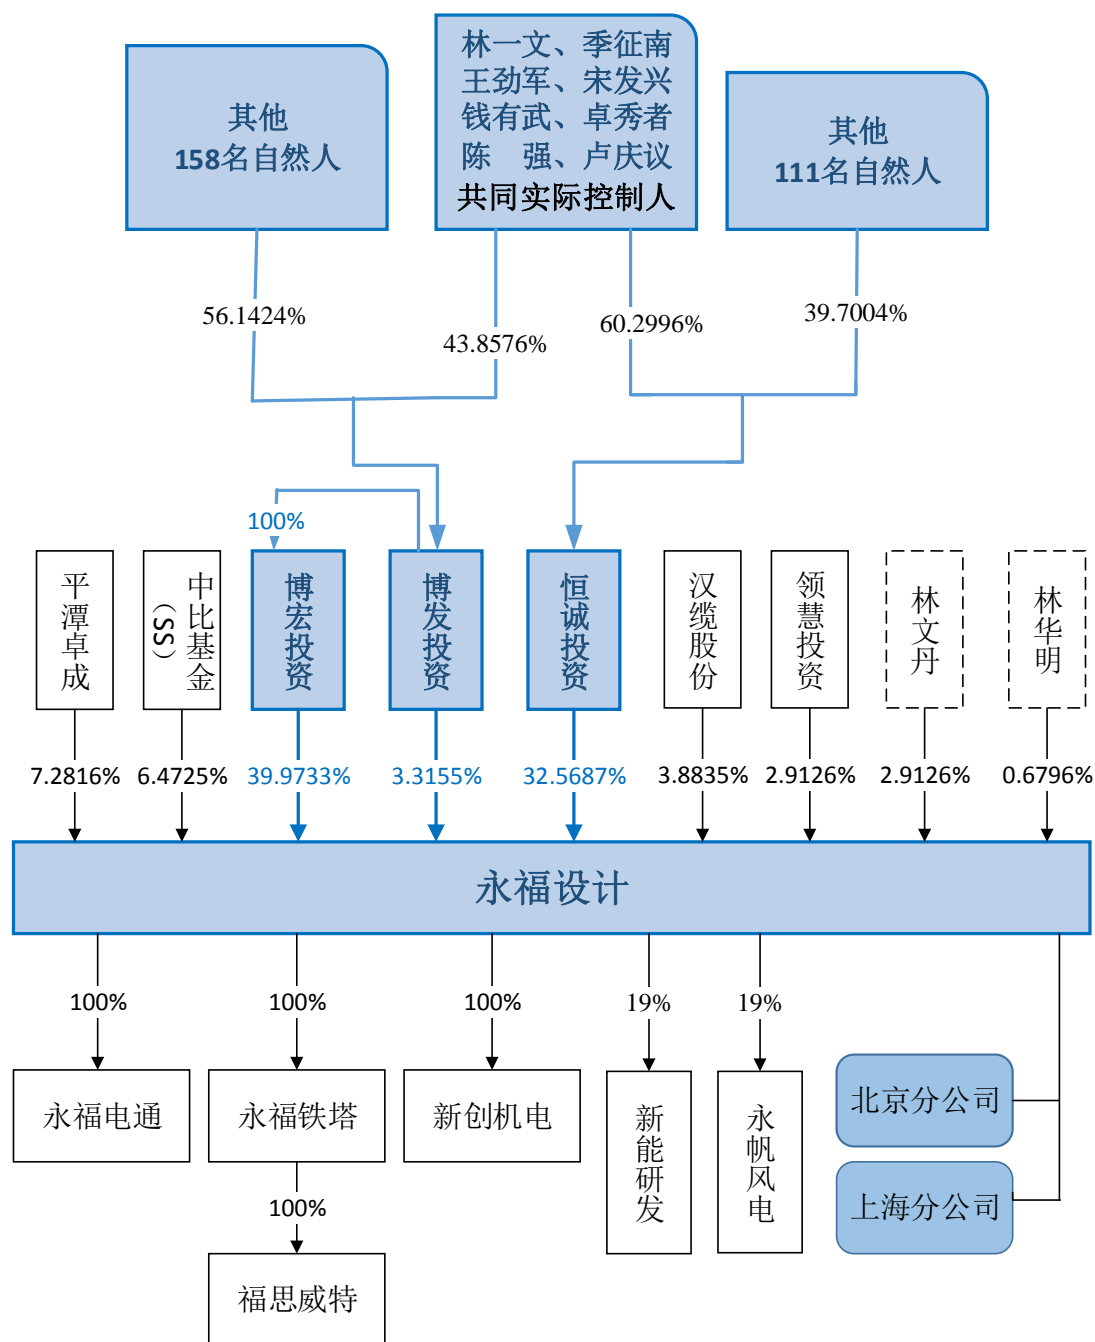 其他
158名自然人
林一文、季征南
王劲军、宋发兴
钱有武、卓秀者
陈　强、卢庆议
共同实际控制人
其他
111名自然人
56.1424%
43.8576%
60.2996%
39.7004%
100%
平潭卓成
中比基金
（SS）
博宏投资
博发投资
恒诚投资
汉缆股份
领慧投资
林文丹
林华明
7.2816%
6.4725%
39.9733%
3.3155%
32.5687%
3.8835%
2.9126%
2.9126%
0.6796%
永福设计
100%
100%
100%
19%
19%
永福电通
永福铁塔
新创机电
新能研发
永帆风电
北京分公司
上海分公司
100%
福思威特